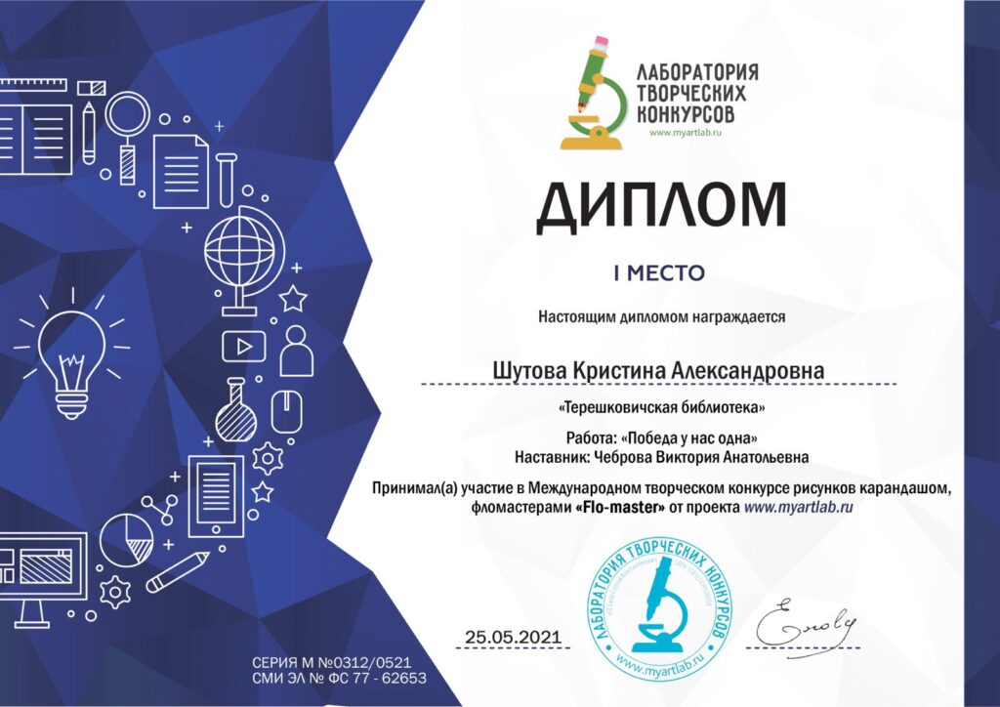 ЛАБОРАТОРИЯ
ТВОРЧЕСКИХ
КОНКУРСОВ
www.myartlab.ru
ДИПЛОМ
I МЕСТО
Настоящим дипломом награждается
Шутова Кристина Александровна
«Терешковичская библиотека»
Работа: «Победа у нас одна»
Наставник: Чеброва Виктория Анатольевна
Принимал(а) участие в Международном творческом конкурсе рисунков карандашом,
фломастерами «Flo-master» от проекта www.myartlab.ru
ЛАБОРАТОРИЯ ТВОРЧЕСКИХ КОНКУРСОВ
www.myartlab.ru
25.05.2021
СЕРИЯ М №0312/0521
СМИ ЭЛ № ФС 77 - 62653